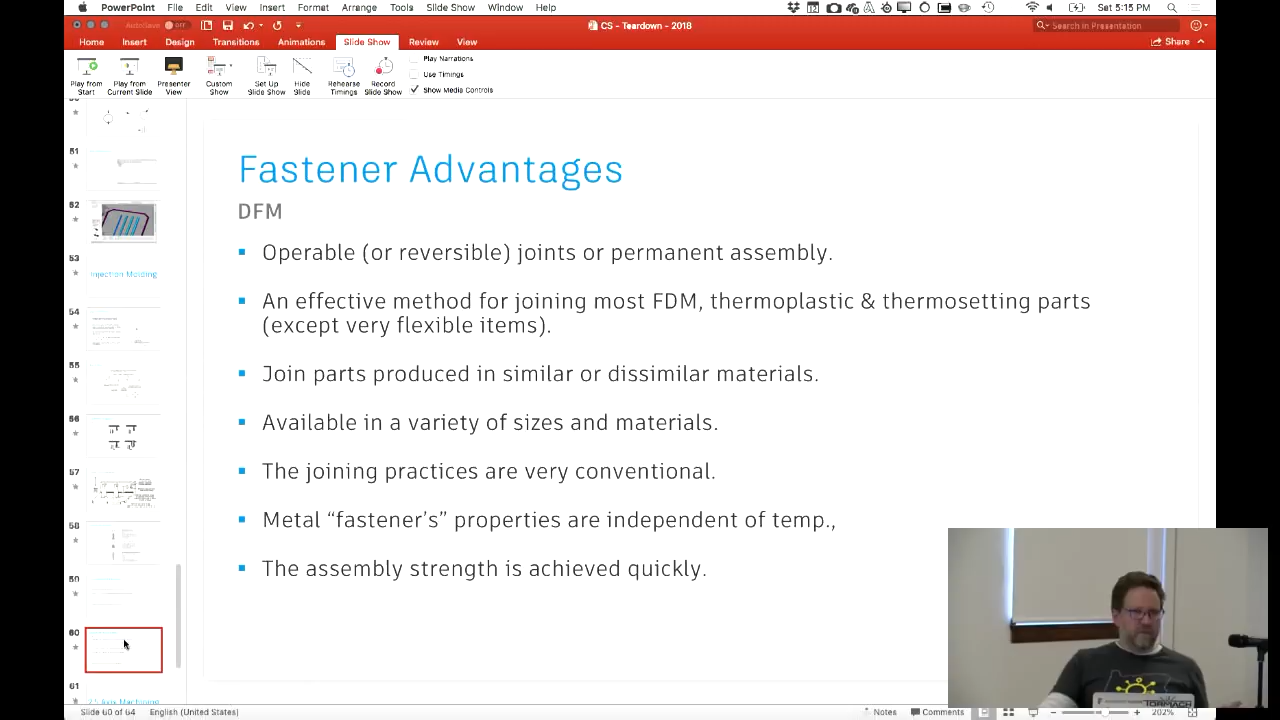 PowerPoint File Edit View Insert Format Arrange Tools Slide Show Window Help Sat 5:15 PM
AutoSave OFF CS - Teardown - 2018 Search in Presentation
Home Insert Design Transitions Animations Slide Show Review View Share
Play from Start
Play from Current Slide
Presenter View
Custom Show
Set Up Slide Show
Hide Slide
Rehearse Timings
Record Slide Show
Play Narrations
Use Timings
Show Media Controls
51
52
53
Injection Molding
54
55
56
57
58
59
60
61
Fastener Advantages
DFM
Operable (or reversible) joints or permanent assembly.
An effective method for joining most FDM, thermoplastic & thermosetting parts
(except very flexible items).
Join parts produced in similar or dissimilar materials.
Available in a variety of sizes and materials.
The joining practices are very conventional.
Metal “fastener’s” properties are independent of temp.,
The assembly strength is achieved quickly.
TORMACH
Slide 60 of 64 English (United States) Notes Comments 202%